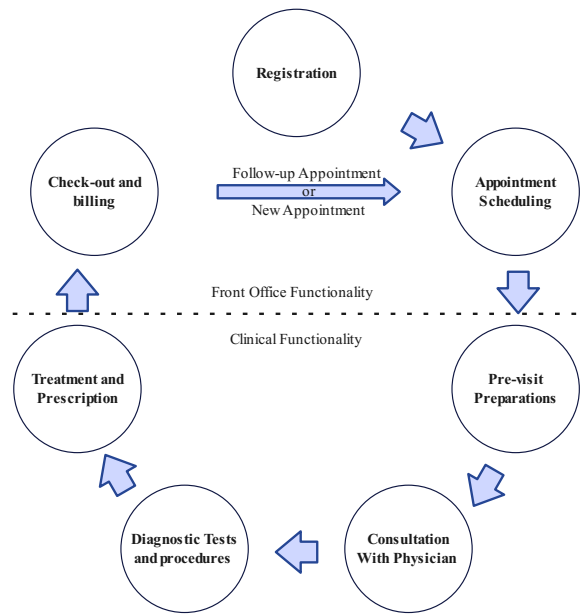 Registration
Check-out and
billing
Follow-up Appointment
or
New Appointment
Appointment
Scheduling
Front Office Functionality
Clinical Functionality
Treatment and
Prescription
Pre-visit
Preparations
Diagnostic Tests
and procedures
Consultation
With Physician